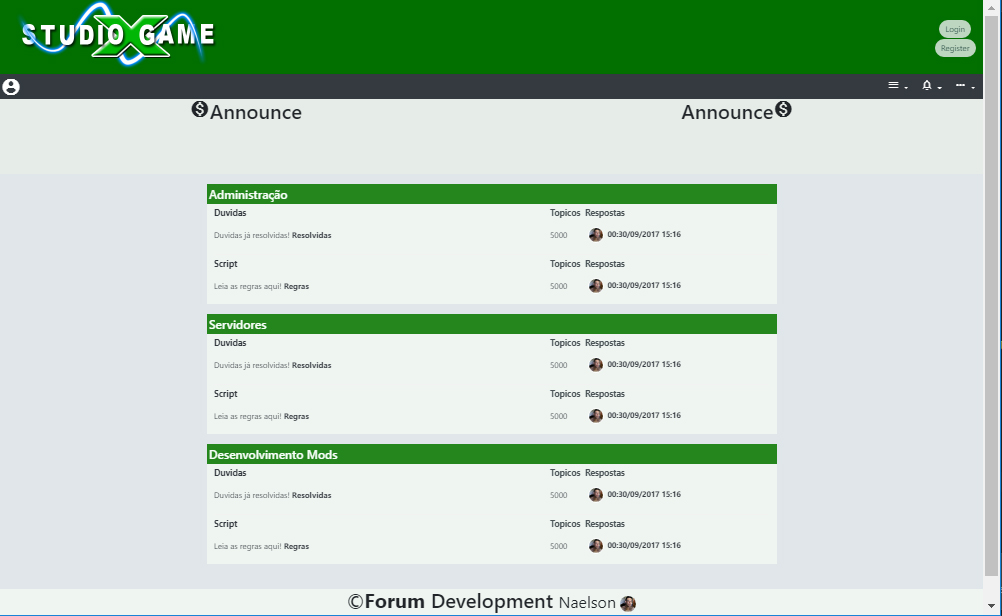 STUDIO X GAME
Login
Register
Announce Announce
Administração
Duvidas Topicos Respostas
Duvidas já resolvidas! Resolvidas 5000 00:30/09/2017 15:16
Script Topicos Respostas
Leia as regras aqui! Regras 5000 00:30/09/2017 15:16
Servidores
Duvidas Topicos Respostas
Duvidas já resolvidas! Resolvidas 5000 00:30/09/2017 15:16
Script Topicos Respostas
Leia as regras aqui! Regras 5000 00:30/09/2017 15:16
Desenvolvimento Mods
Duvidas Topicos Respostas
Duvidas já resolvidas! Resolvidas 5000 00:30/09/2017 15:16
Script Topicos Respostas
Leia as regras aqui! Regras 5000 00:30/09/2017 15:16
©Forum Development Naelson